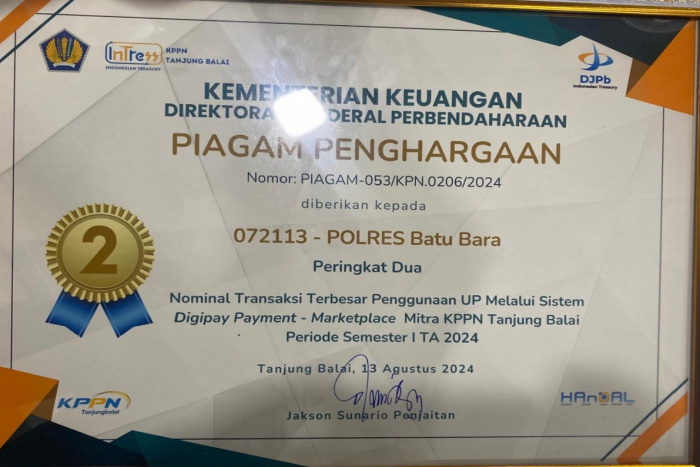 InTress
INDONESIAN TREASURY
KPPN
TANJUNG BALAI
DJPb
Indonesian Treasury
KEMENTERIAN KEUANGAN
DIREKTORAT JENDERAL PERBENDAHARAAN
PIAGAM PENGHARGAAN
Nomor: PIAGAM-053/KPN.0206/2024
diberikan kepada
072113 - POLRES Batu Bara
Peringkat Dua
2
Nominal Transaksi Terbesar Penggunaan UP Melalui Sistem
Digipay Payment - Marketplace Mitra KPPN Tanjung Balai
Periode Semester I TA 2024
Tanjung Balai, 13 Agustus 2024
Jakson Sunario Penjaitan
KPPN
Tanjungbalai
HAnDAL